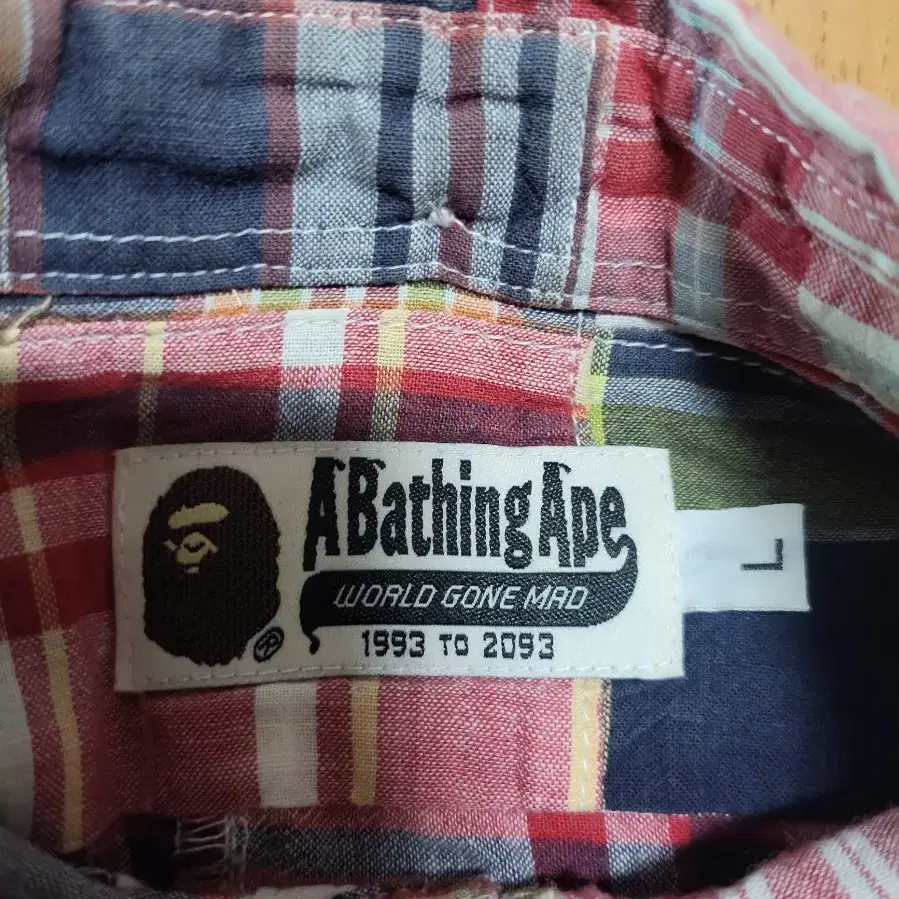 A Bathing Ape
WORLD GONE MAD
1993 TO 2093
®
L